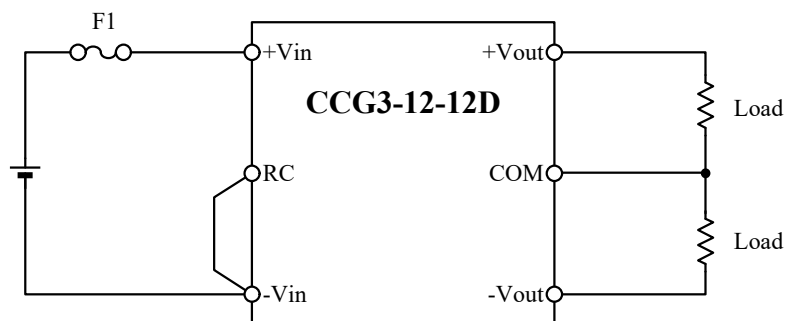 F1
+Vin
+Vout
CCG3-12-12D
Load
RC
COM
Load
-Vin
-Vout